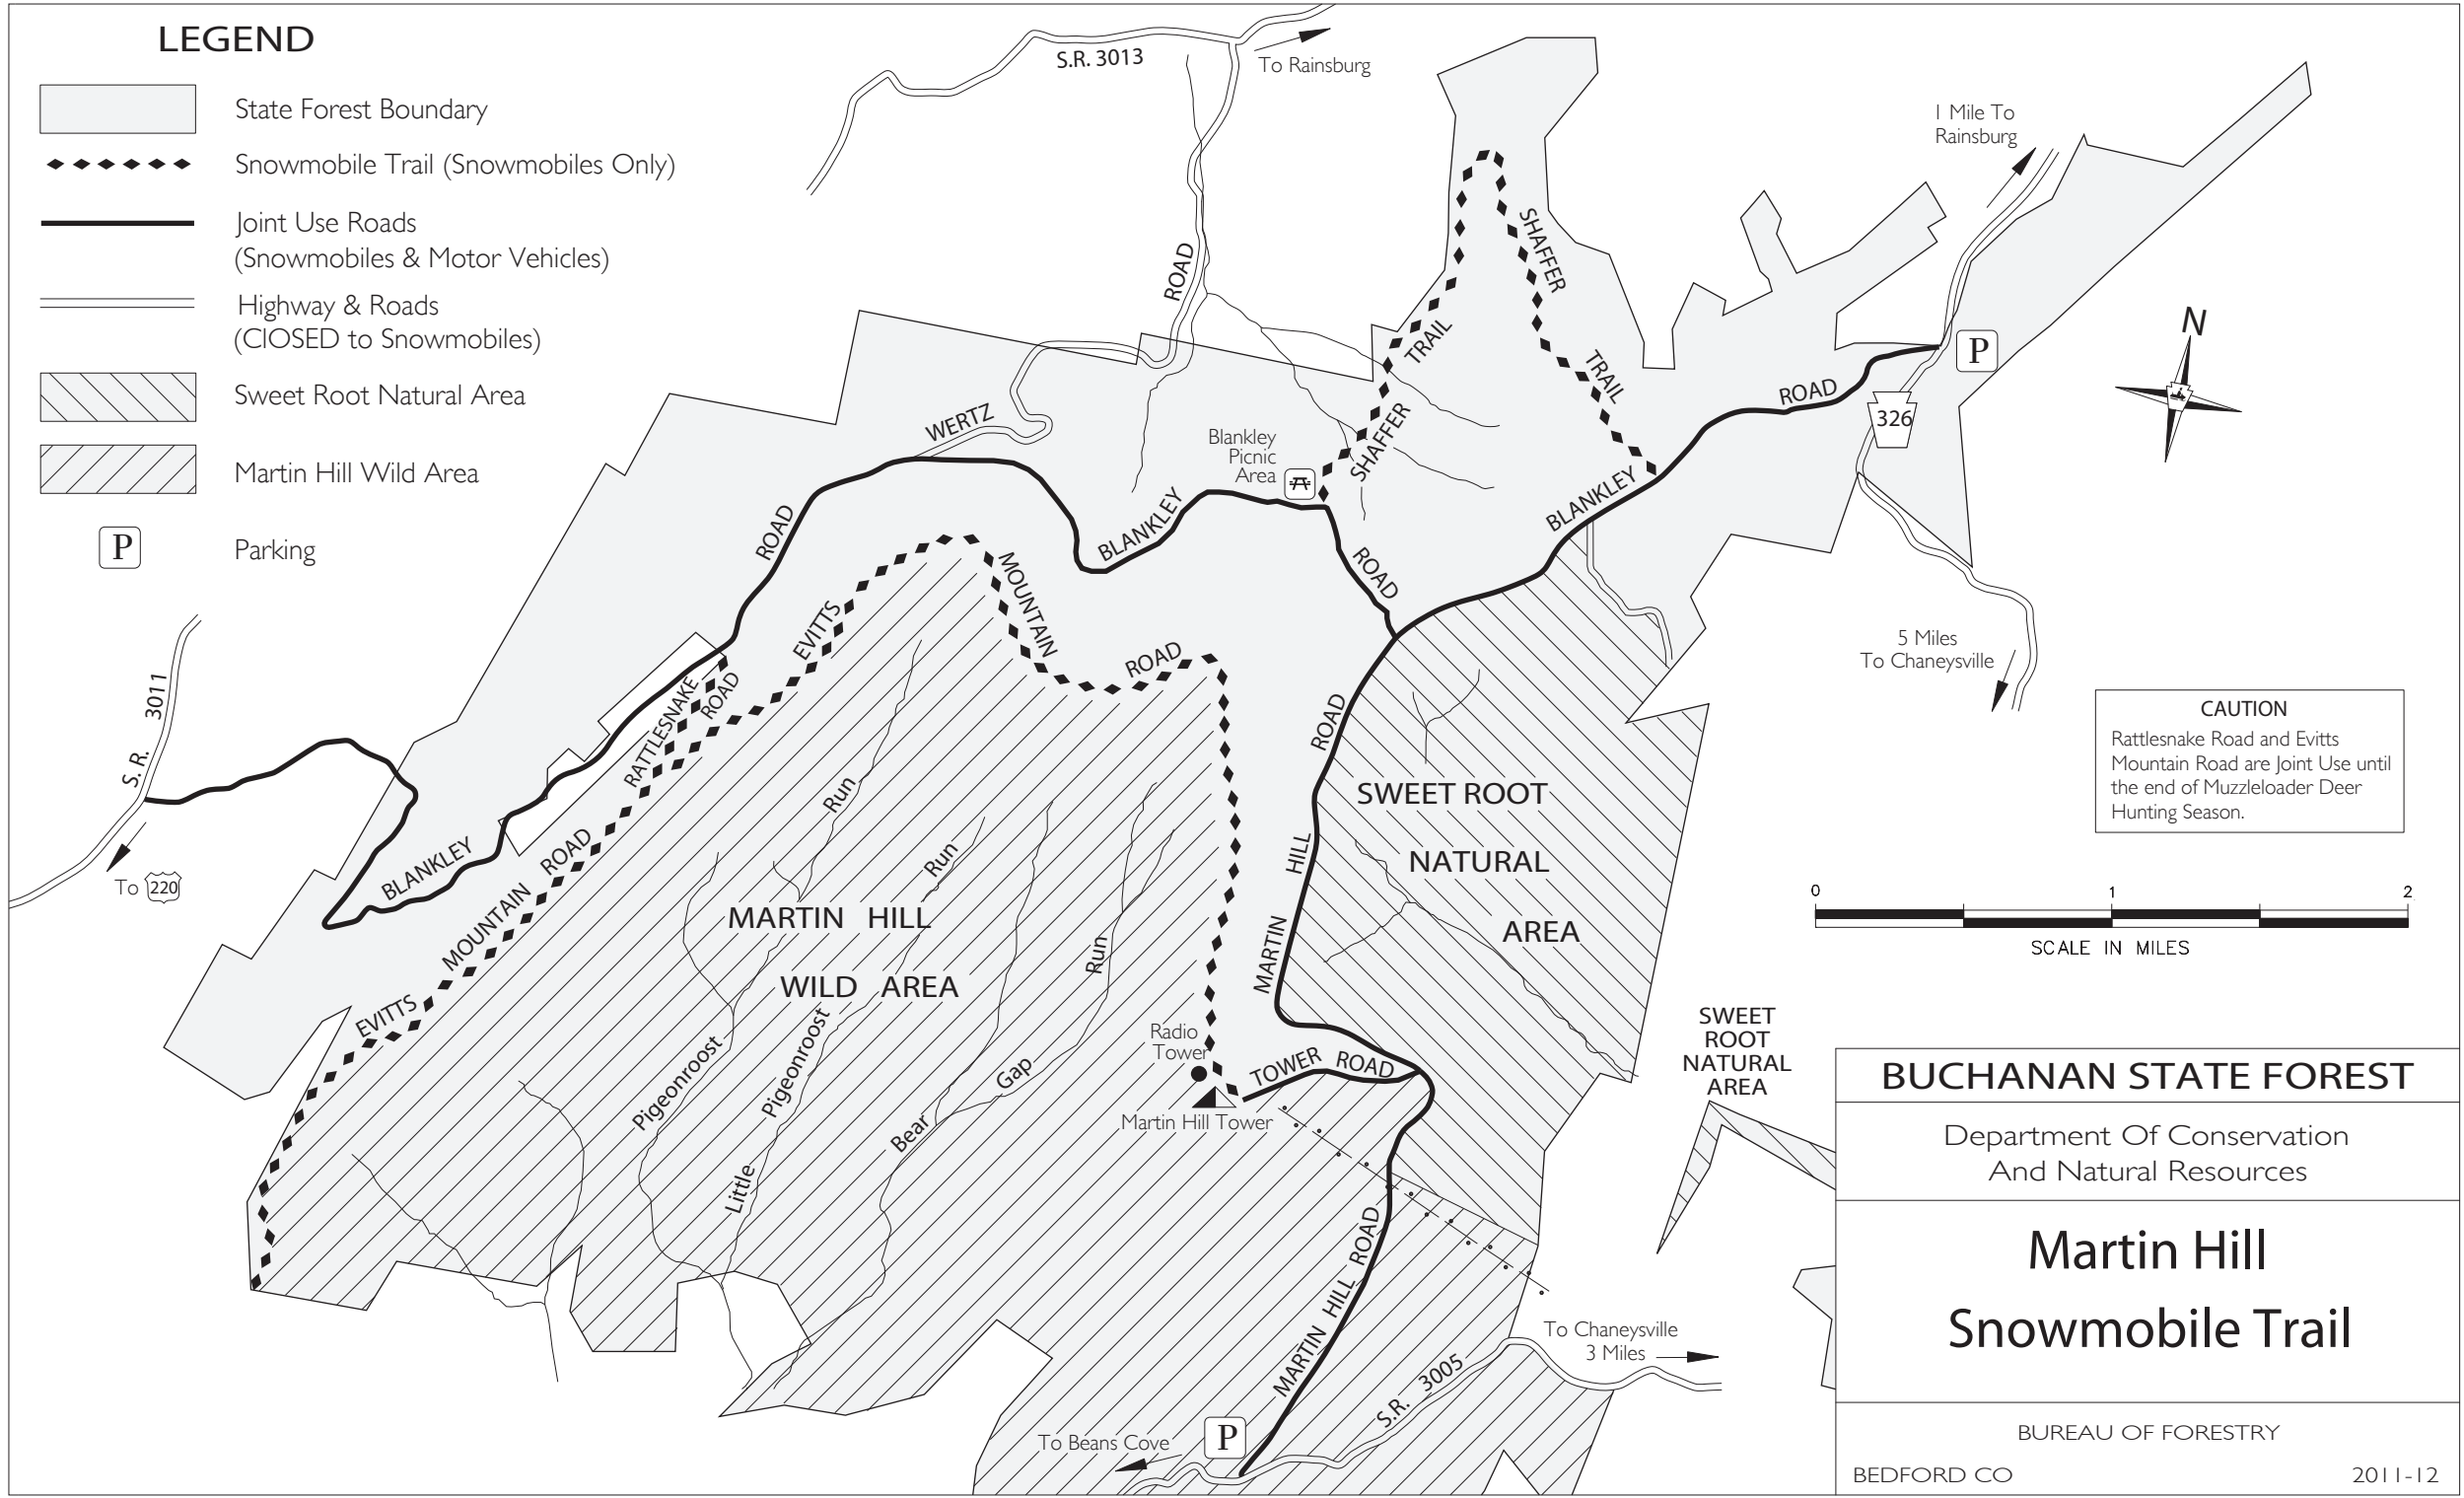 LEGEND
State Forest Boundary
Snowmobile Trail (Snowmobiles Only)
Joint Use Roads
(Snowmobiles & Motor Vehicles)
Highway & Roads
(ClOSED to Snowmobiles)
Sweet Root Natural Area
Martin Hill Wild Area
P
Parking
S.R. 3013
To Rainsburg
ROAD
WERTZ
1 Mile To
Rainsburg
N
P
326
SHAFFER
TRAIL
SHAFFER
TRAIL
ROAD
BLANKLEY
Blankley
Picnic
Area
BLANKLEY
ROAD
ROAD
EVITTS
MOUNTAIN
ROAD
RATTLESNAKE
ROAD
S. R.
3011
To 220
BLANKLEY
MOUNTAIN
ROAD
EVITTS
5 Miles
To Chaneysville
CAUTION
Rattlesnake Road and Evitts
Mountain Road are Joint Use until
the end of Muzzleloader Deer
Hunting Season.
0 1 2
SCALE IN MILES
MARTIN
HILL
ROAD
SWEET ROOT
NATURAL
AREA
MARTIN HILL
WILD AREA
Run
Run
Run
Pigeonroost
Little
Pigeonroost
Bear
Gap
Radio
Tower
Martin Hill Tower
TOWER ROAD
SWEET
ROOT
NATURAL
AREA
MARTIN HILL ROAD
S.R. 3005
To Chaneysville
3 Miles
To Beans Cove
P
BUCHANAN STATE FOREST
Department Of Conservation
And Natural Resources
Martin Hill
Snowmobile Trail
BUREAU OF FORESTRY
BEDFORD CO
2011-12